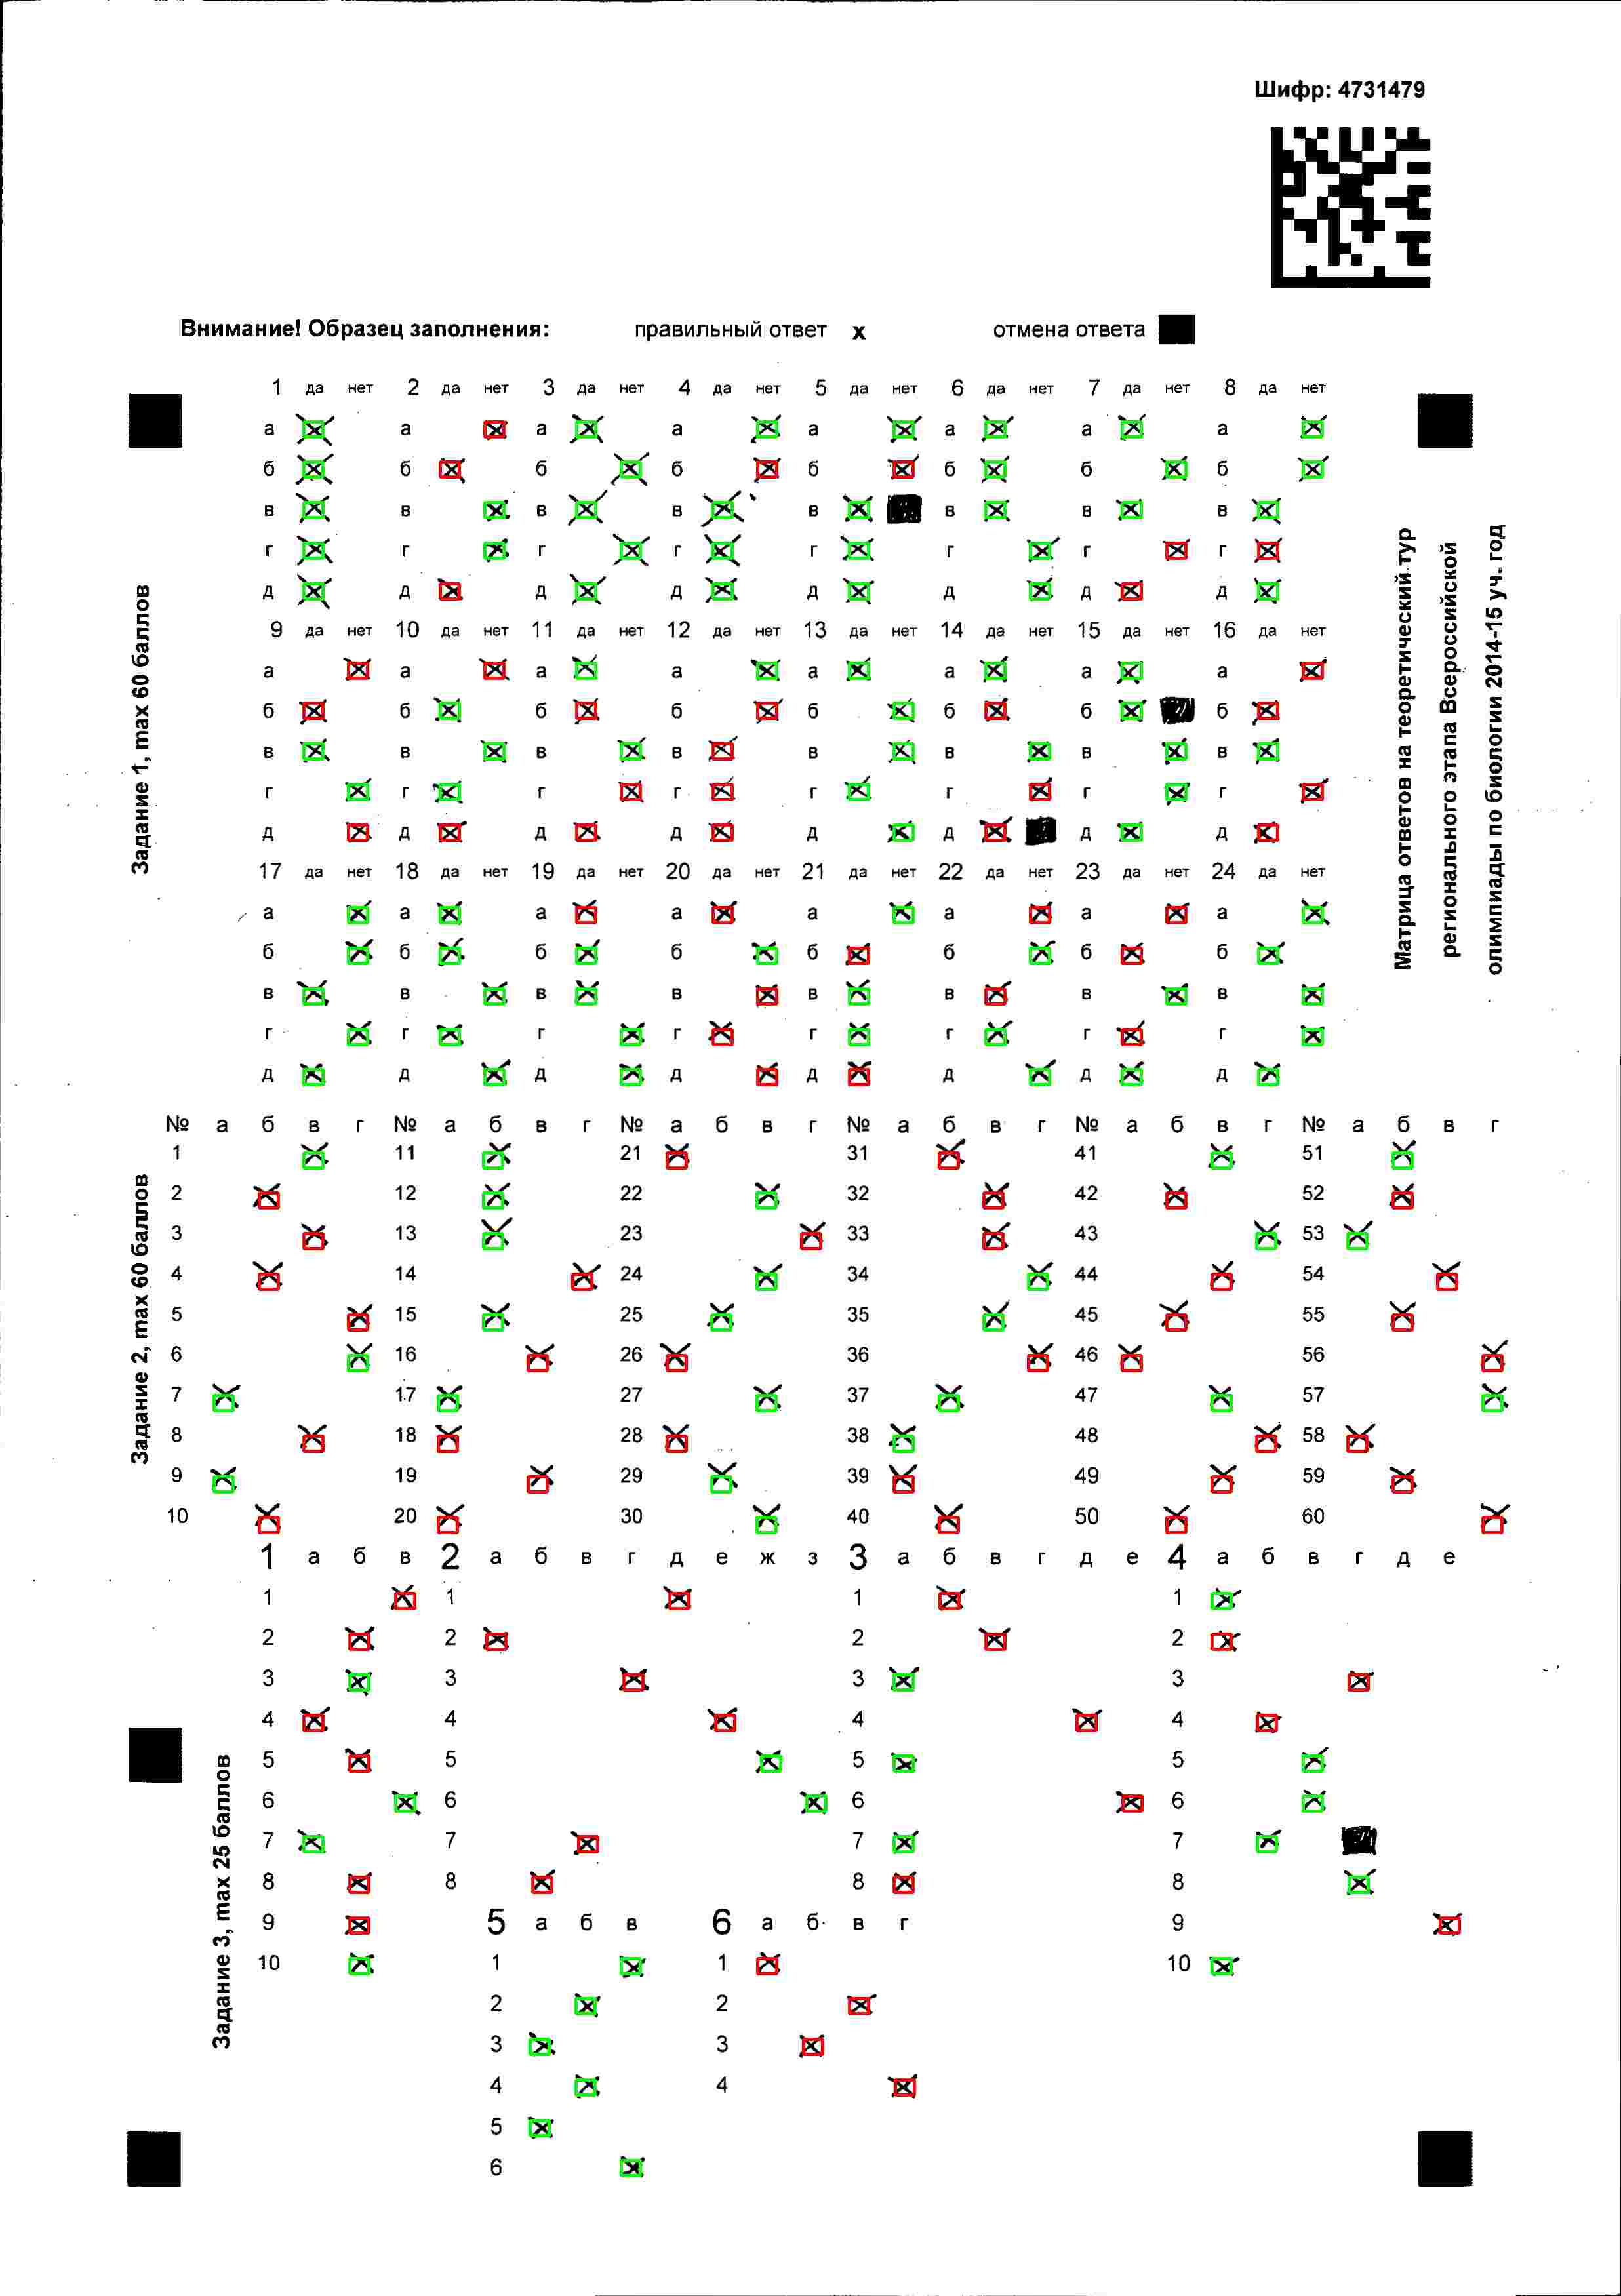 Шифр: 4731479
Внимание! Образец заполнения: правильный ответ x отмена ответа
1 да нет 2 да нет 3 да нет 4 да нет 5 да нет 6 да нет 7 да нет 8 да нет
а а а а а а а а
б б б б б б б б
в в в в в в в в
г г г г г г г г
д д д д д д д д
9 да нет 10 да нет 11 да нет 12 да нет 13 да нет 14 да нет 15 да нет 16 да нет
а а а а а а а а
б б б б б б б б
в в в в в в в в
г г г г г г г г
д д д д д д д д
17 да нет 18 да нет 19 да нет 20 да нет 21 да нет 22 да нет 23 да нет 24 да нет
а а а а а а а а
б б б б б б б б
в в в в в в в в
г г г г г г г г
д д д д д д д д
Задание 1, max 60 баллов
Матрица ответов на теоретический тур
регионального этапа Всероссийской
олимпиады по биологии 2014-15 уч. год
№ а б в г № а б в г № а б в г № а б в г № а б в г № а б в г
1 11 21 31 41 51
2 12 22 32 42 52
3 13 23 33 43 53
4 14 24 34 44 54
5 15 25 35 45 55
6 16 26 36 46 56
7 17 27 37 47 57
8 18 28 38 48 58
9 19 29 39 49 59
10 20 30 40 50 60
Задание 2, max 60 баллов
1 а б в 2 а б в г д е ж з 3 а б в г д е 4 а б в г д е
1 1 1 1
2 2 2 2
3 3 3 3
4 4 4 4
5 5 5 5
6 6 6 6
7 7 7 7
8 8 8 8
9 5 а б в 6 а б в г 9
10 1 1 10
2 2
3 3
4 4
5
6
Задание 3, max 25 баллов